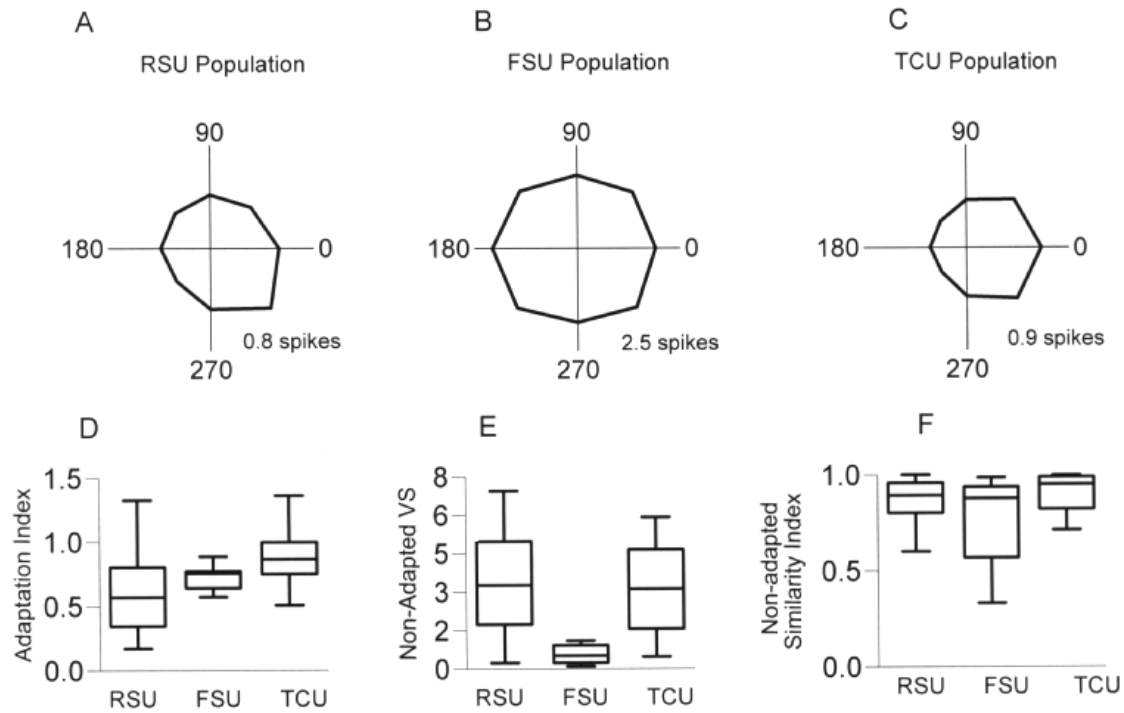 A
RSU Population
90
180
0
270
0.8 spikes
B
FSU Population
90
180
0
270
2.5 spikes
C
TCU Population
90
180
0
270
0.9 spikes
D
Adaptation Index
1.5
1.0
0.5
0.0
RSU FSU TCU
E
Non-Adapted VS
8
6
5
3
2
0
RSU FSU TCU
F
Non-adapted
Similarity Index
1.0
0.5
0.0
RSU FSU TCU